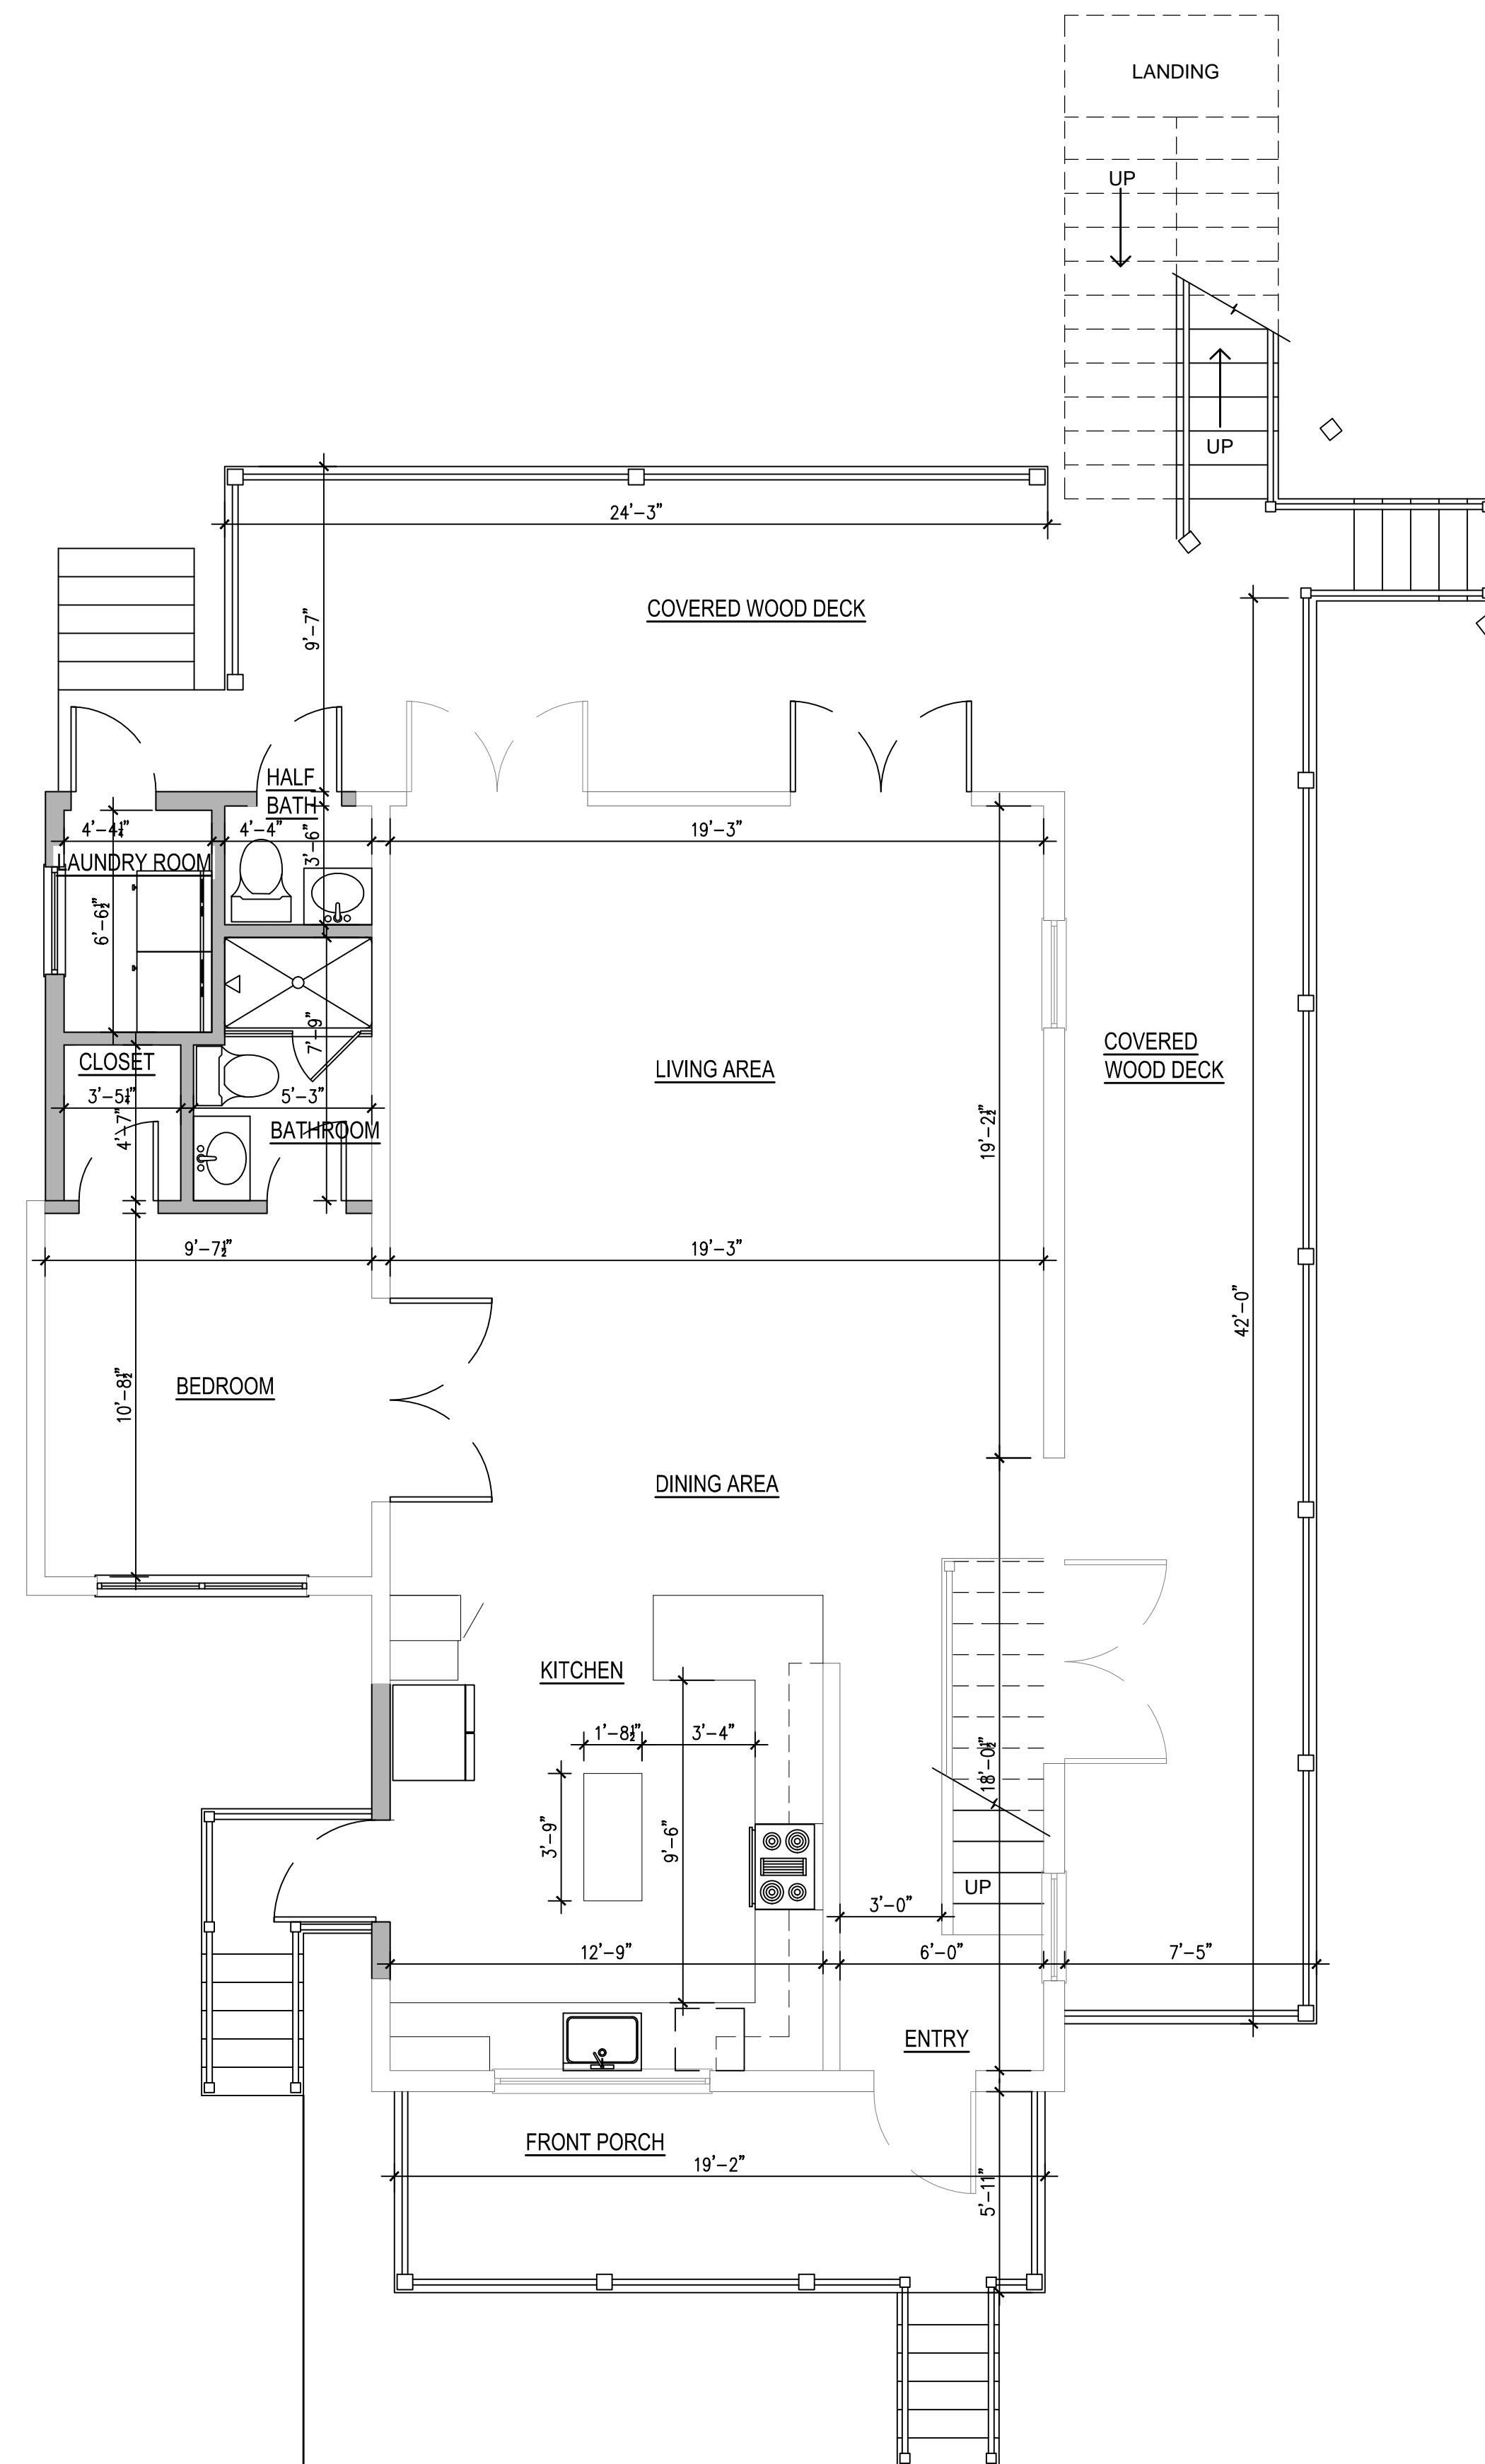 LANDING
UP
UP
24'-3"
COVERED WOOD DECK
9'-7"
HALF
BATH
4'-4½"
4'-4"
3'-6"
19'-3"
LAUNDRY ROOM
6'-6½"
7'-9"
COVERED
WOOD DECK
CLOSET
LIVING AREA
3'-5½"
5'-3"
4'-7"
BATHROOM
19'-2½"
9'-7½"
19'-3"
42'-0"
BEDROOM
10'-8½"
DINING AREA
KITCHEN
1'-8½"
3'-4"
18'-0½"
3'-9"
9'-6"
UP
3'-0"
12'-9"
6'-0"
7'-5"
ENTRY
FRONT PORCH
19'-2"
5'-11"